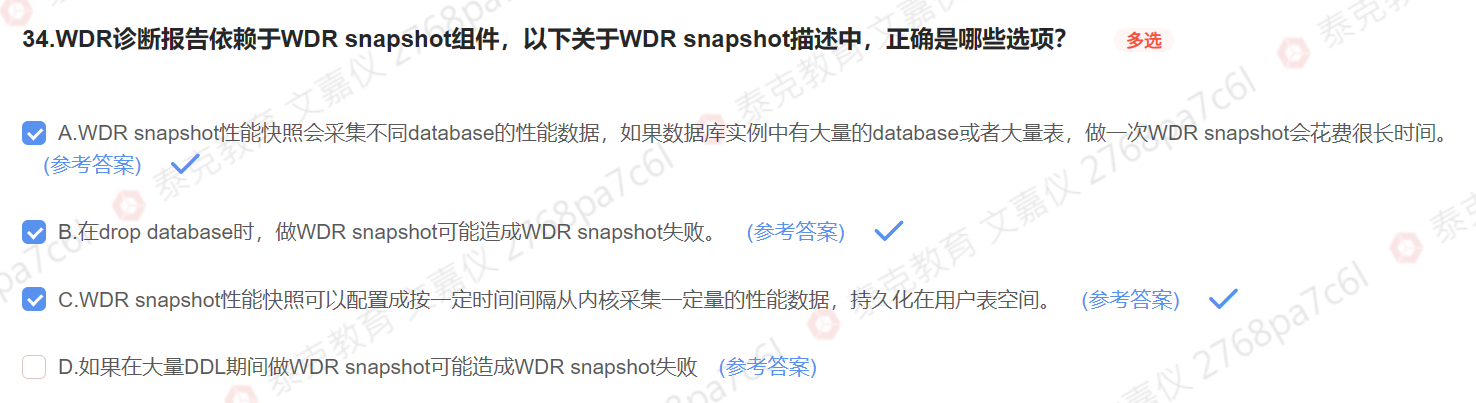 34.WDR诊断报告依赖于WDR snapshot组件，以下关于WDR snapshot描述中，正确是哪些选项？ 多选
A.WDR snapshot性能快照会采集不同database的性能数据，如果数据库实例中有大量的database或者大量表，做一次WDR snapshot会花费很长时间。
(参考答案)
B.在drop database时，做WDR snapshot可能造成WDR snapshot失败。 (参考答案)
C.WDR snapshot性能快照可以配置成按一定时间间隔从内核采集一定量的性能数据，持久化在用户表空间。 (参考答案)
D.如果在大量DDL期间做WDR snapshot可能造成WDR snapshot失败 (参考答案)
泰克教育 文嘉仪 2768pa7c6l